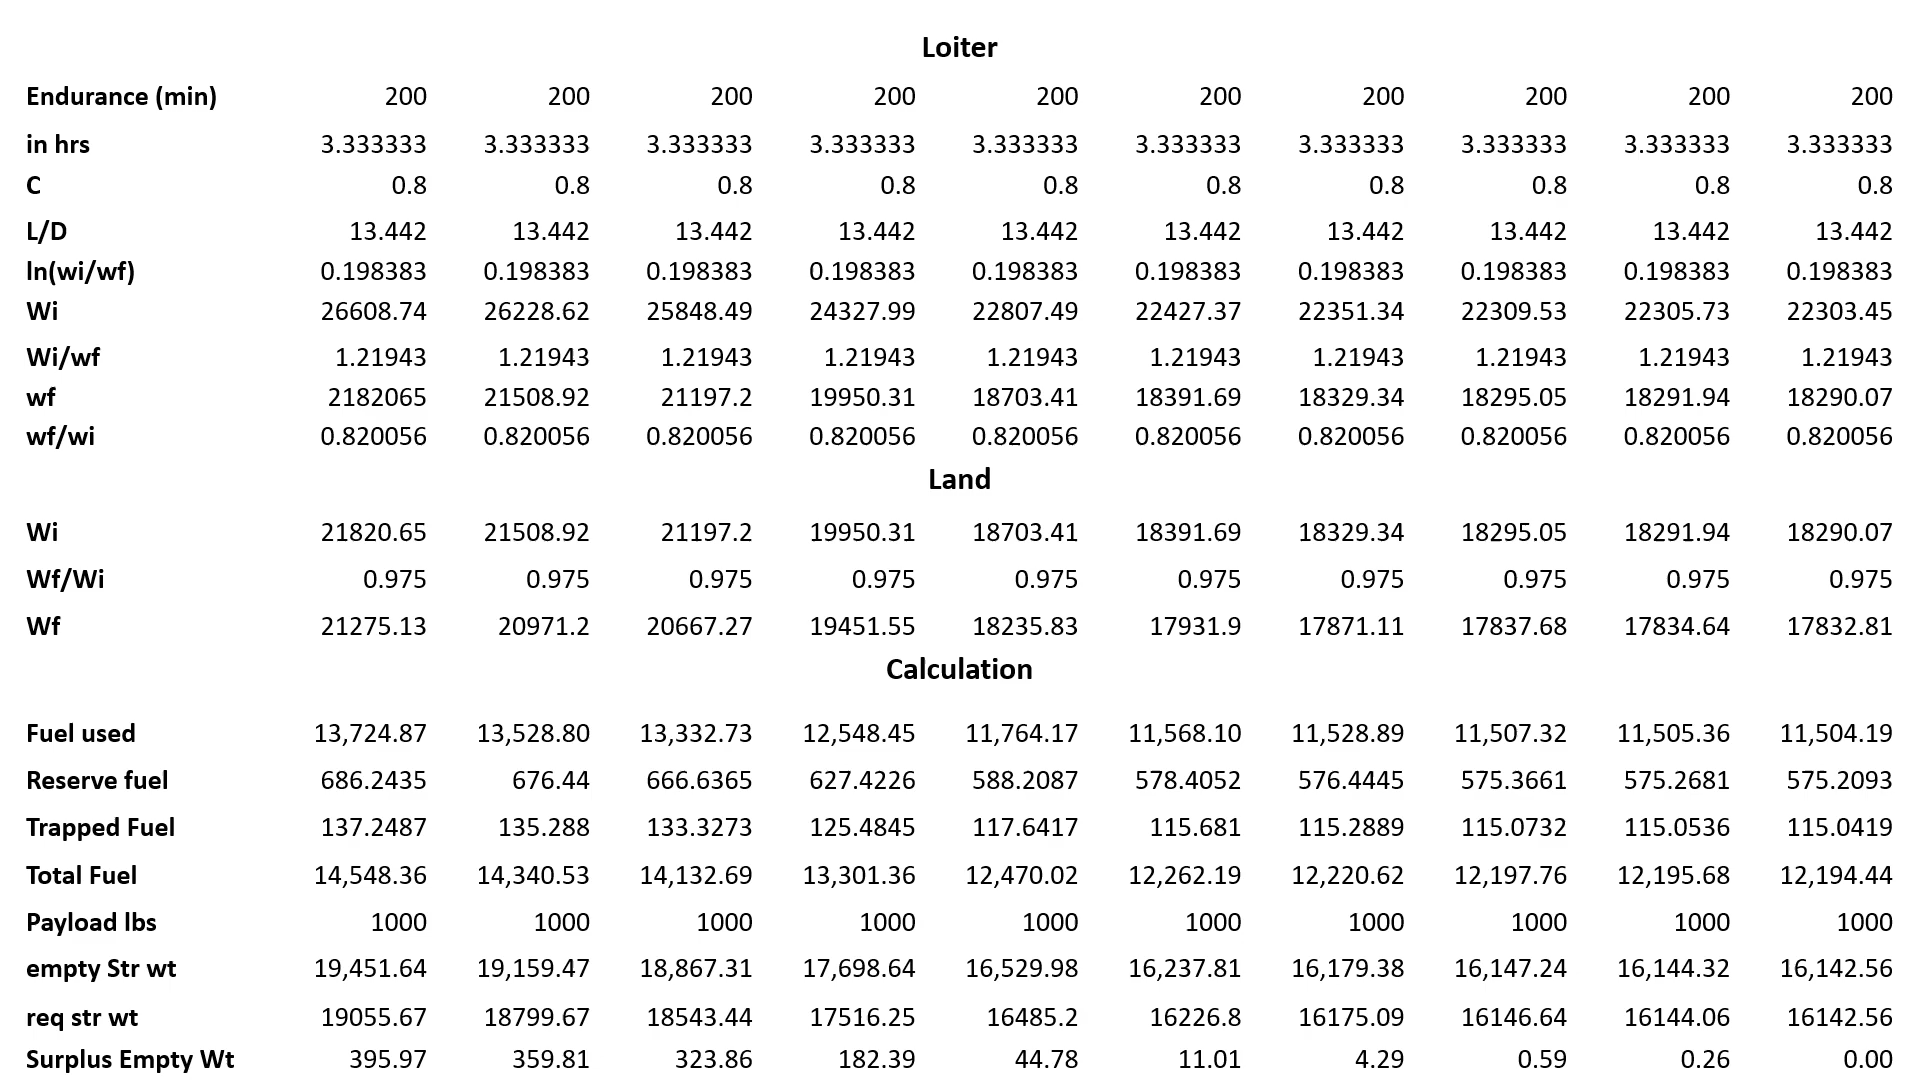 Loiter
Endurance (min) 200 200 200 200 200 200 200 200 200 200
in hrs 3.333333 3.333333 3.333333 3.333333 3.333333 3.333333 3.333333 3.333333 3.333333 3.333333
C 0.8 0.8 0.8 0.8 0.8 0.8 0.8 0.8 0.8 0.8
L/D 13.442 13.442 13.442 13.442 13.442 13.442 13.442 13.442 13.442 13.442
ln(wi/wf) 0.198383 0.198383 0.198383 0.198383 0.198383 0.198383 0.198383 0.198383 0.198383 0.198383
Wi 26608.74 26228.62 25848.49 24327.99 22807.49 22427.37 22351.34 22309.53 22305.73 22303.45
Wi/wf 1.21943 1.21943 1.21943 1.21943 1.21943 1.21943 1.21943 1.21943 1.21943 1.21943
wf 2182065 21508.92 21197.2 19950.31 18703.41 18391.69 18329.34 18295.05 18291.94 18290.07
wf/wi 0.820056 0.820056 0.820056 0.820056 0.820056 0.820056 0.820056 0.820056 0.820056 0.820056
Land
Wi 21820.65 21508.92 21197.2 19950.31 18703.41 18391.69 18329.34 18295.05 18291.94 18290.07
Wf/Wi 0.975 0.975 0.975 0.975 0.975 0.975 0.975 0.975 0.975 0.975
Wf 21275.13 20971.2 20667.27 19451.55 18235.83 17931.9 17871.11 17837.68 17834.64 17832.81
Calculation
Fuel used 13,724.87 13,528.80 13,332.73 12,548.45 11,764.17 11,568.10 11,528.89 11,507.32 11,505.36 11,504.19
Reserve fuel 686.2435 676.44 666.6365 627.4226 588.2087 578.4052 576.4445 575.3661 575.2681 575.2093
Trapped Fuel 137.2487 135.288 133.3273 125.4845 117.6417 115.681 115.2889 115.0732 115.0536 115.0419
Total Fuel 14,548.36 14,340.53 14,132.69 13,301.36 12,470.02 12,262.19 12,220.62 12,197.76 12,195.68 12,194.44
Payload lbs 1000 1000 1000 1000 1000 1000 1000 1000 1000 1000
empty Str wt 19,451.64 19,159.47 18,867.31 17,698.64 16,529.98 16,237.81 16,179.38 16,147.24 16,144.32 16,142.56
req str wt 19055.67 18799.67 18543.44 17516.25 16485.2 16226.8 16175.09 16146.64 16144.06 16142.56
Surplus Empty Wt 395.97 359.81 323.86 182.39 44.78 11.01 4.29 0.59 0.26 0.00